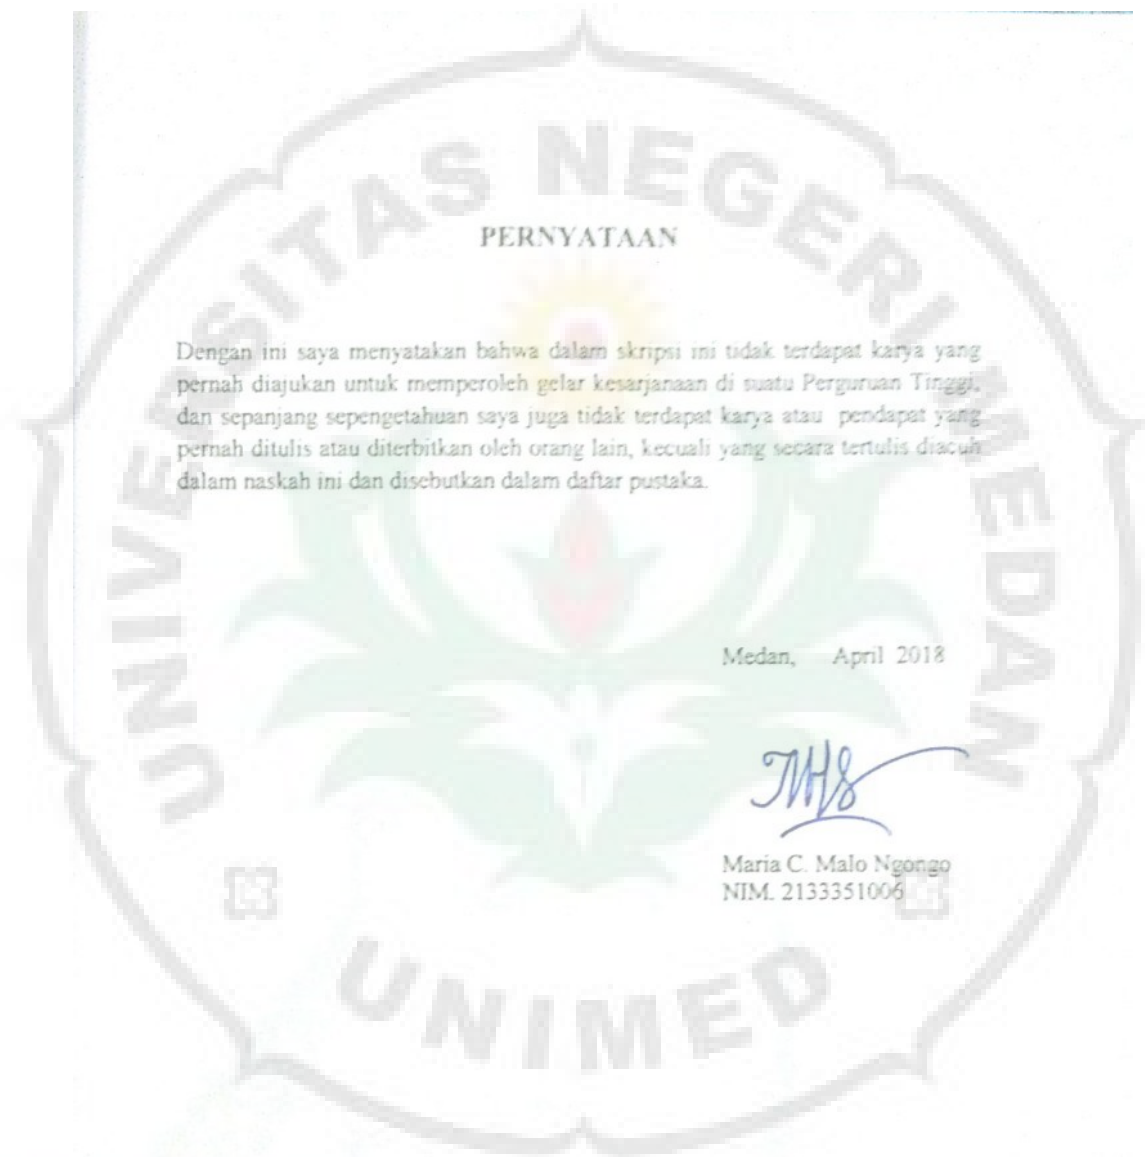 UNIVERSITAS NEGERI MEDAN
PERNYATAAN
Dengan ini saya menyatakan bahwa dalam skripsi ini tidak terdapat karya yang
pernah diajukan untuk memperoleh gelar kesarjanaan di suatu Perguruan Tinggi,
dan sepanjang sepengetahuan saya juga tidak terdapat karya atau pendapat yang
pernah ditulis atau diterbitkan oleh orang lain, kecuali yang secara tertulis diacuh
dalam naskah ini dan disebutkan dalam daftar pustaka.
Medan, April 2018
Maria C. Malo Ngongo
NIM. 2133351006
UNIMED